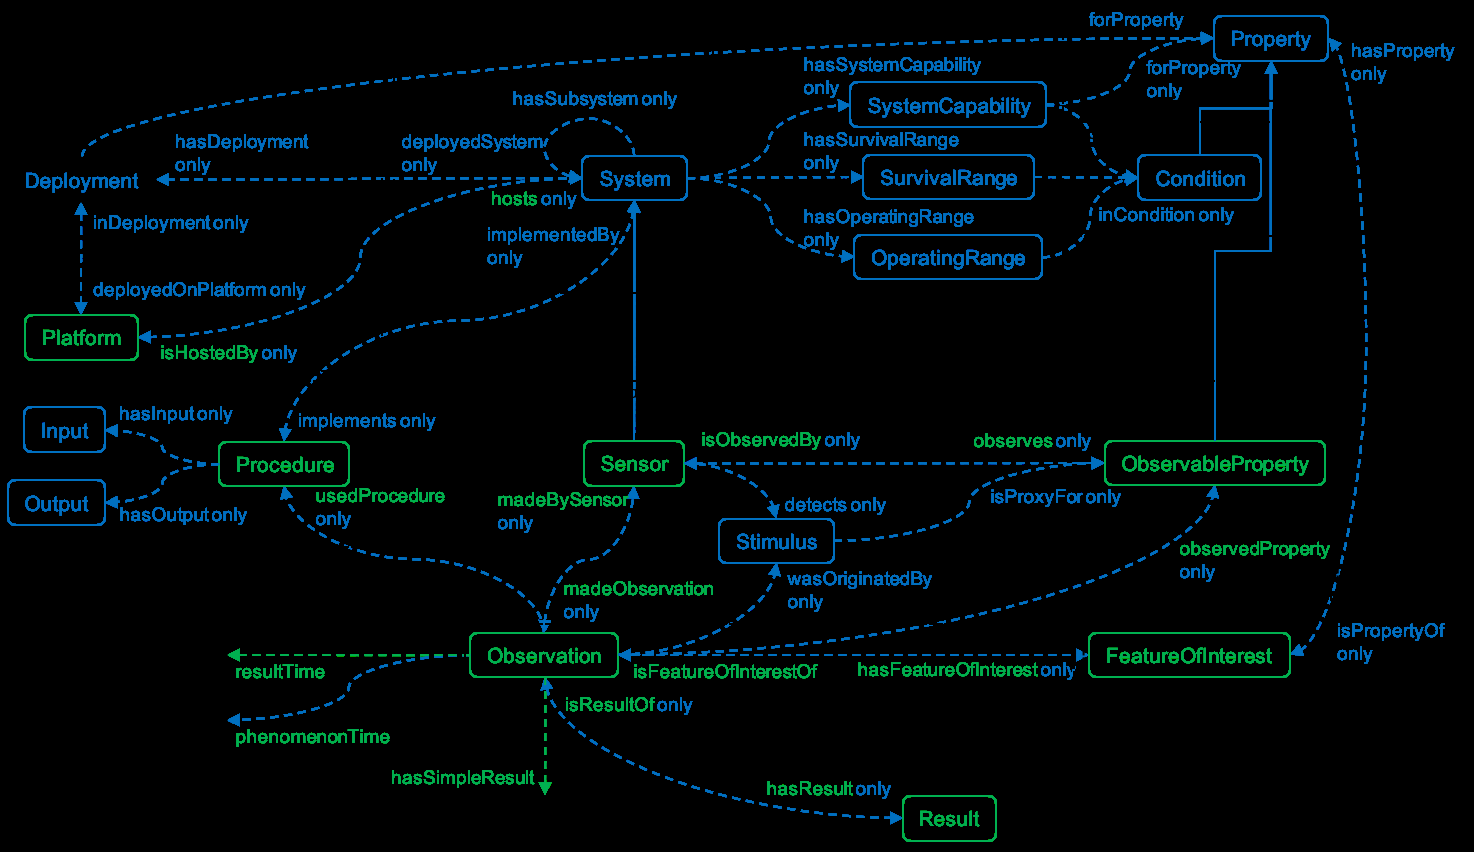 forProperty
Property
hasProperty
only
hasSystemCapability
only
forProperty
only
hasSubsystem only
SystemCapability
hasDeployment
only
deployedSystem
only
hasSurvivalRange
only
Deployment
System
SurvivalRange
Condition
hosts only
inDeployment only
implementedBy
only
hasOperatingRange
only
inCondition only
OperatingRange
deployedOnPlatform only
Platform
isHostedBy only
hasInput only
implements only
Input
isObservedBy only
observes only
Procedure
Sensor
ObservableProperty
Output
hasOutput only
usedProcedure
only
madeBySensor
only
detects only
isProxyFor only
Stimulus
observedProperty
only
madeObservation
only
wasOriginatedBy
only
isPropertyOf
only
Observation
FeatureOfInterest
resultTime
isFeatureOfInterestOf
hasFeatureOfInterest only
isResultOf only
phenomenonTime
hasSimpleResult
hasResult only
Result